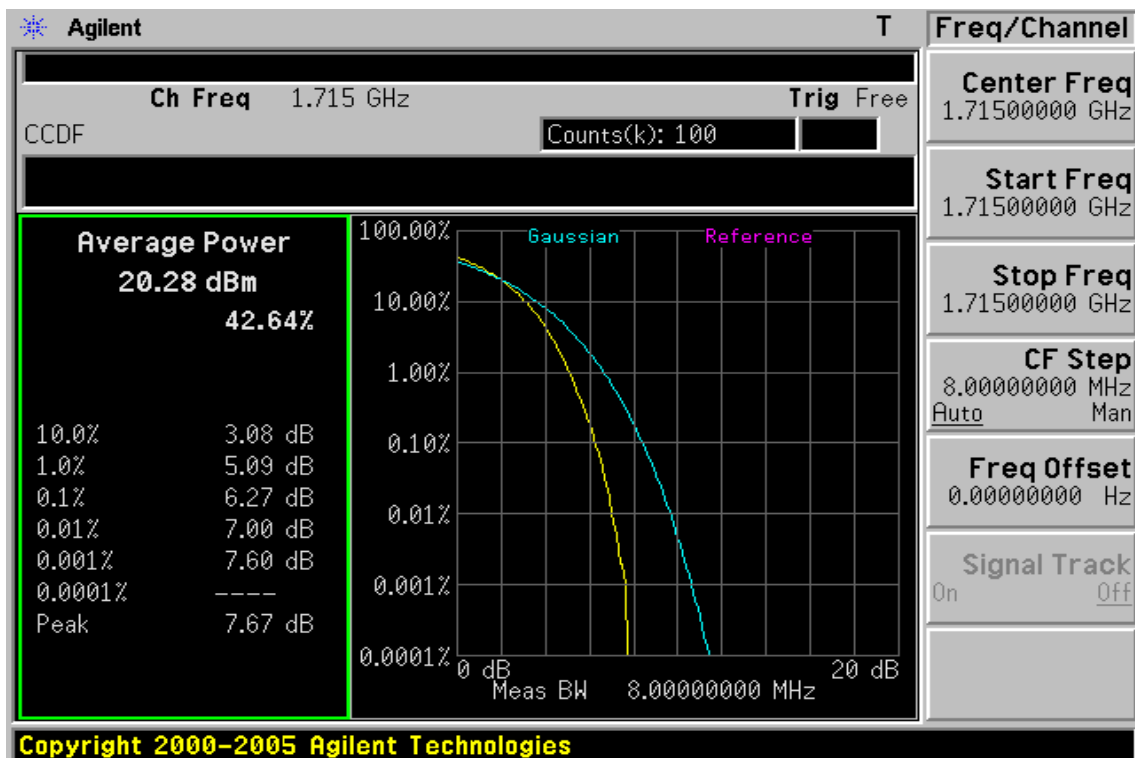 Agilent T
Ch Freq 1.715 GHz Trig Free
CCDF Counts(k): 100
Average Power
20.28 dBm
42.64%
10.0% 3.08 dB
1.0% 5.09 dB
0.1% 6.27 dB
0.01% 7.00 dB
0.001% 7.60 dB
0.0001% ----
Peak 7.67 dB
Gaussian Reference
100.00%
10.00%
1.00%
0.10%
0.01%
0.001%
0.0001%
0 dB 20 dB
Meas BW 8.00000000 MHz
Freq/Channel
Center Freq
1.71500000 GHz
Start Freq
1.71500000 GHz
Stop Freq
1.71500000 GHz
CF Step
8.00000000 MHz
Auto Man
Freq Offset
0.00000000 Hz
Signal Track
On Off
Copyright 2000-2005 Agilent Technologies